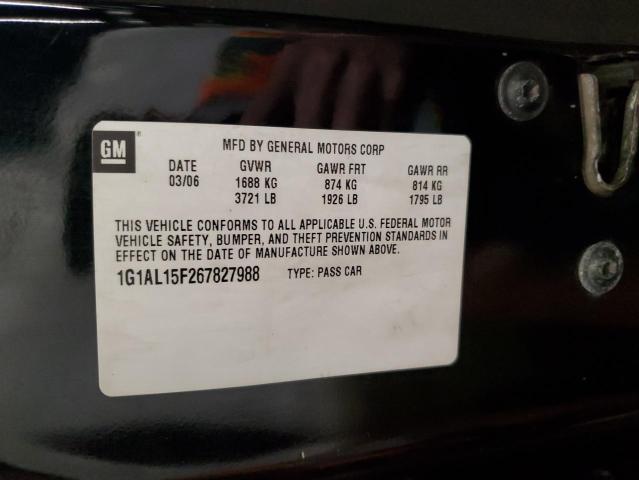 GM ®
MFD BY GENERAL MOTORS CORP
DATE GVWR GAWR FRT GAWR RR
03/06 1688 KG 874 KG 814 KG
3721 LB 1926 LB 1795 LB
THIS VEHICLE CONFORMS TO ALL APPLICABLE U.S. FEDERAL MOTOR
VEHICLE SAFETY, BUMPER, AND THEFT PREVENTION STANDARDS IN
EFFECT ON THE DATE OF MANUFACTURE SHOWN ABOVE.
1G1AL15F267827988 TYPE: PASS CAR